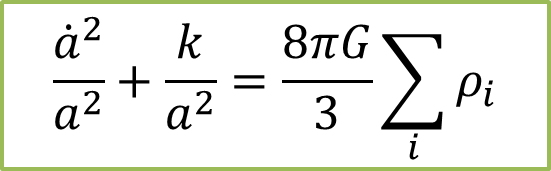 ȧ²/a² + k/a² = 8πG/3 ∑ᵢ ρᵢ